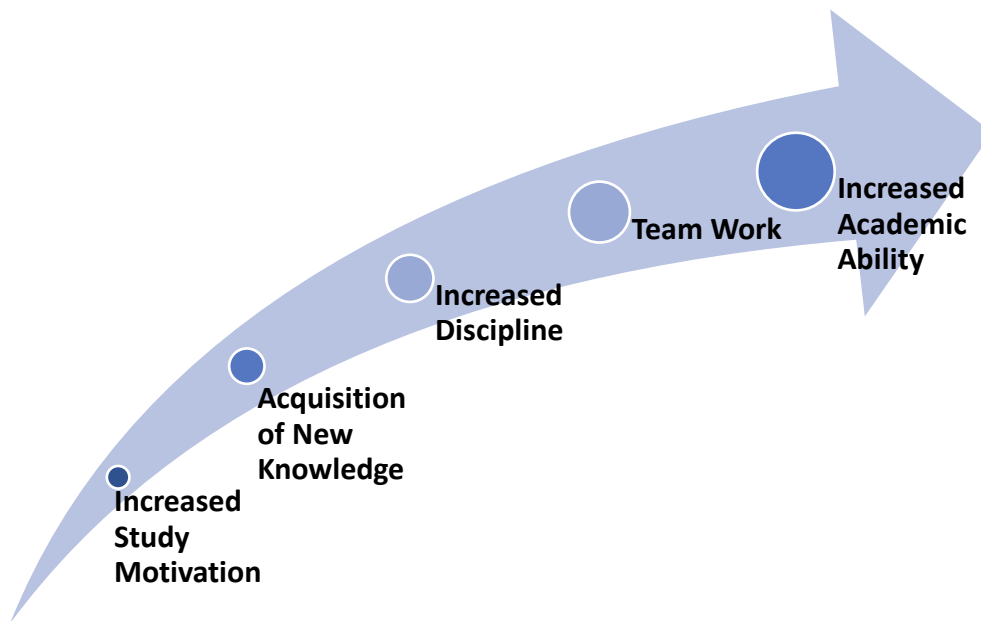 Increased
Study
Motivation
Acquisition
of New
Knowledge
Increased
Discipline
Team Work
Increased
Academic
Ability